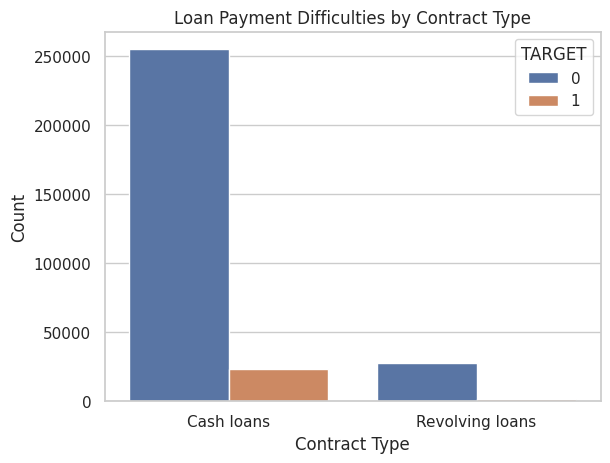 Loan Payment Difficulties by Contract Type
250000
200000
150000
100000
50000
0
Count
TARGET
0
1
Cash loans
Revolving loans
Contract Type